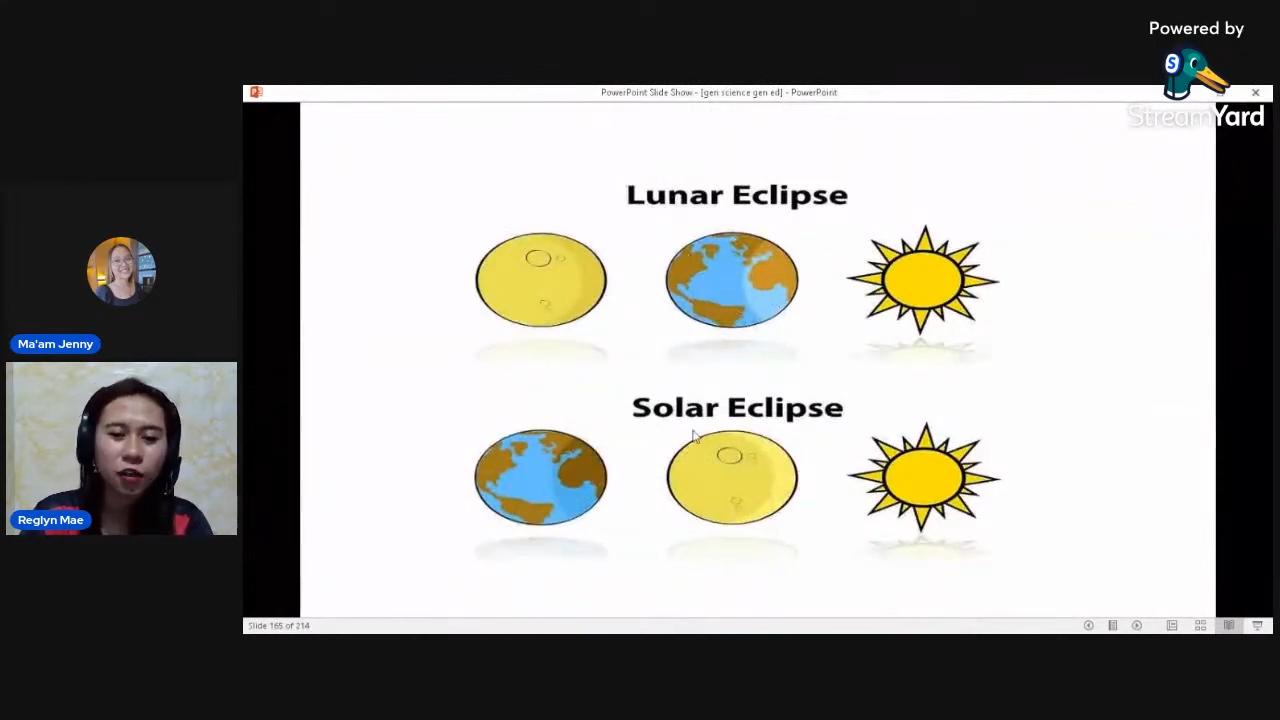 Powered by
S
StreamYard
PowerPoint Slide Show - [gen science gen ed] - PowerPoint
Lunar Eclipse
Solar Eclipse
Ma'am Jenny
Reglyn Mae
Slide 165 of 214